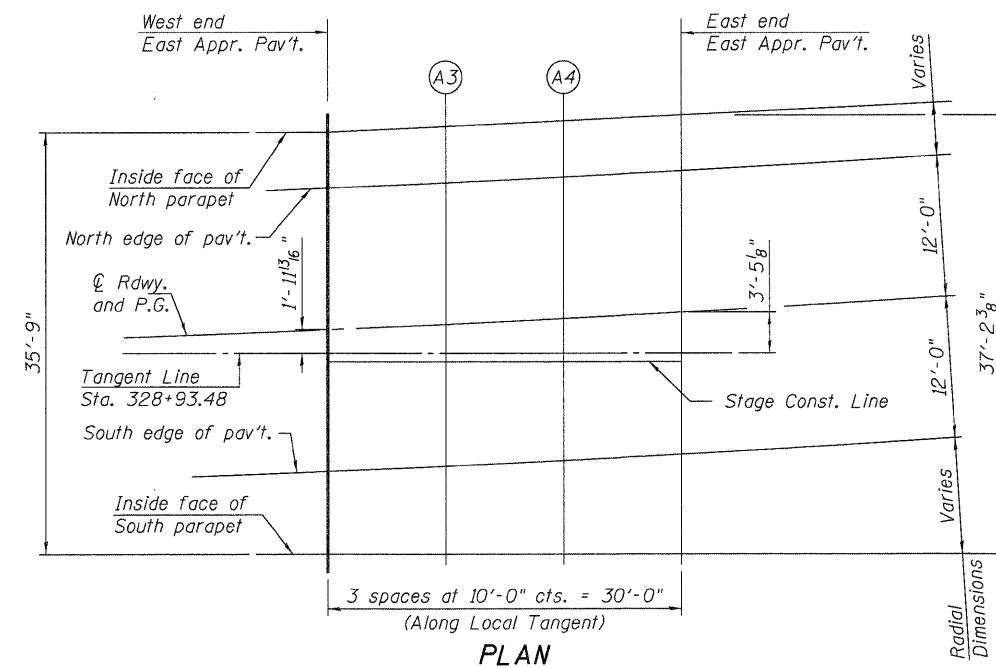 West end
East Appr. Pav't.
East end
East Appr. Pav't.
A3
A4
Varies
Inside face of
North parapet
North edge of pav't.
12'-0"
1'-11 13/16"
3'-5 1/8"
℄ Rdwy.
and P.G.
35'-9"
37'-2 3/8"
Tangent Line
Sta. 328+93.48
12'-0"
Stage Const. Line
South edge of pav't.
Inside face of
South parapet
Varies
3 spaces at 10'-0" cts. = 30'-0"
(Along Local Tangent)
Radial
Dimensions
PLAN